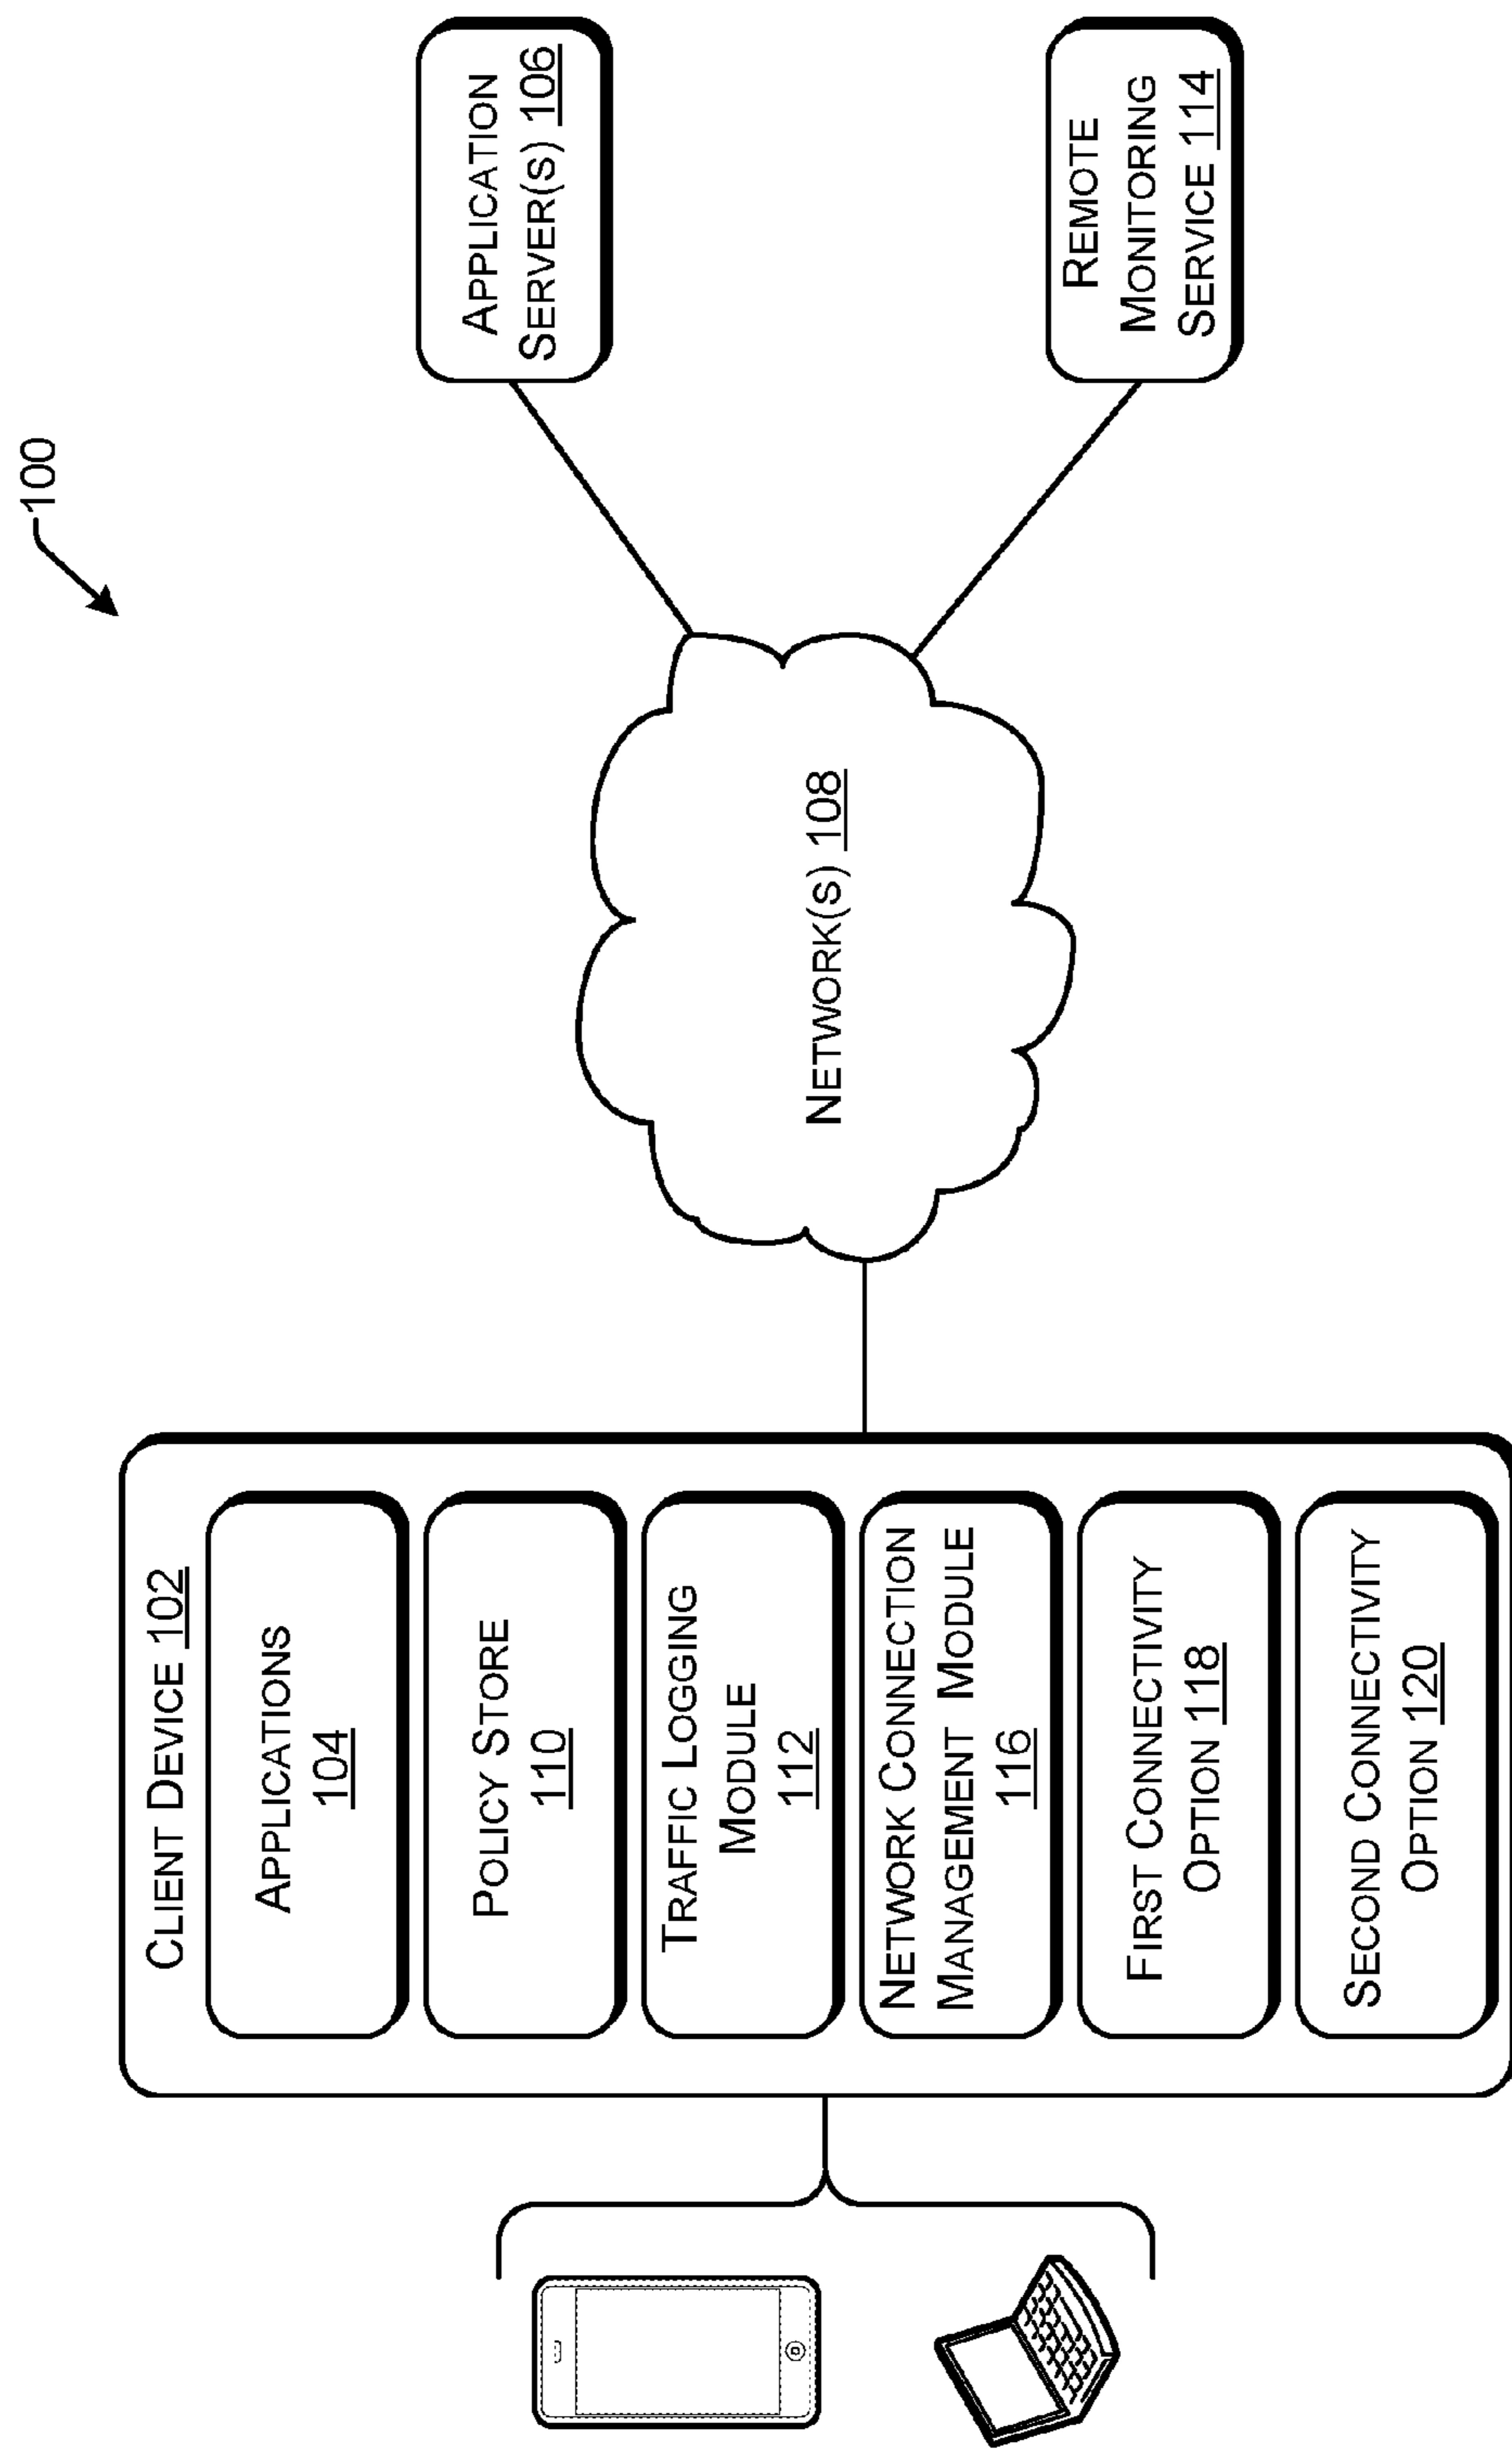 100
CLIENT DEVICE 102
APPLICATIONS
104
POLICY STORE
110
TRAFFIC LOGGING
MODULE
112
NETWORK CONNECTION
MANAGEMENT MODULE
116
FIRST CONNECTIVITY
OPTION 118
SECOND CONNECTIVITY
OPTION 120
NETWORK(S) 108
APPLICATION
SERVER(S) 106
REMOTE
MONITORING
SERVICE 114